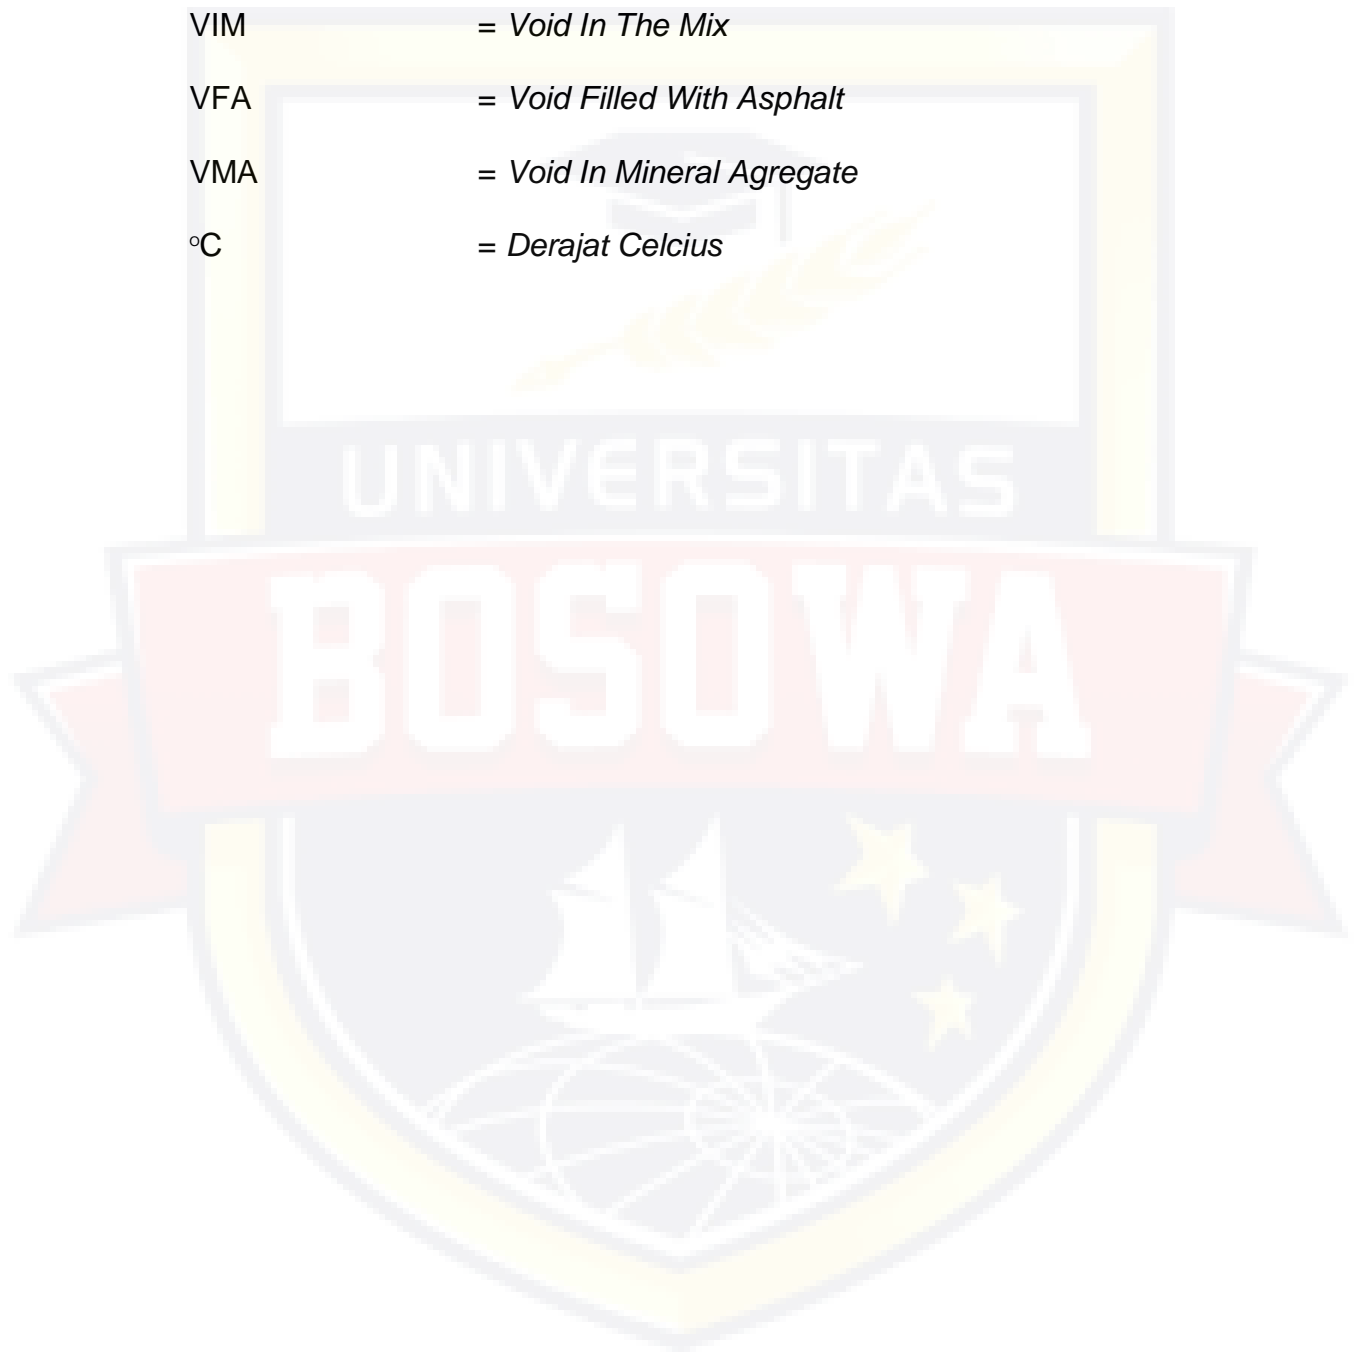 VIM = Void In The Mix
VFA = Void Filled With Asphalt
VMA = Void In Mineral Agregate
°C = Derajat Celcius
UNIVERSITAS
BOSOWA